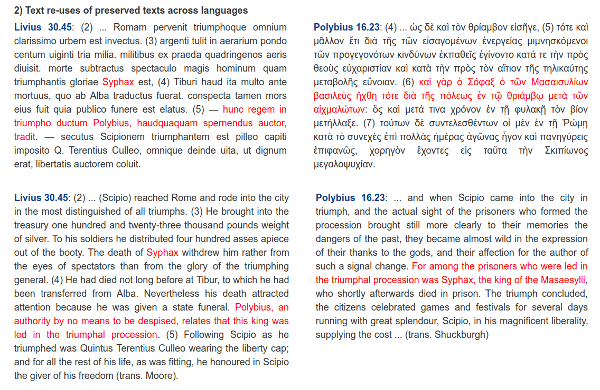 2) Text re-uses of preserved texts across languages
Livius 30.45: (2) ... Romam pervenit triumphoque omnium
clarissimo urbem est invectus. (3) argenti tulit in aerarium pondo
centum uiginti tria milia. militibus ex praeda quadringenos aeris
diuisit. morte subtractus spectaculo magis hominum quam
triumphantis gloriae Syphax est, (4) Tiburi haud ita multo ante
mortuus, quo ab Alba traductus fuerat. conspecta tamen mors
eius fuit quia publico funere est elatus. (5) — hunc regem in
triumpho ductum Polybius, haudquaquam spernendus auctor,
tradit. — secutus Scipionem triumphantem est pilleo capiti
imposito Q. Terentius Culleo, omnique deinde uita, ut dignum
erat, libertatis auctorem coluit.
Polybius 16.23: (4) ... ὡς δὲ καὶ τὸν θρίαμβον εἰσῆγε, (5) τότε καὶ
μᾶλλον ἔτι διὰ τῆς τῶν εἰσαγομένων ἐνεργείας μιμνησκόμενοι
τῶν προγεγονότων κινδύνων ἐκπαθεῖς ἐγίνοντο κατά τε τὴν πρὸς
θεοὺς εὐχαριστίαν καὶ κατὰ τὴν πρὸς τὸν αἴτιον τῆς τηλικαύτης
μεταβολῆς εὔνοιαν. (6) καὶ γὰρ ὁ Σόφαξ ὁ τῶν Μασαισυλίων
βασιλεὺς ἤχθη τότε διὰ τῆς πόλεως ἐν τῷ θριάμβῳ μετὰ τῶν
αἰχμαλώτων: ὃς καὶ μετά τινα χρόνον ἐν τῇ φυλακῇ τὸν βίον
μετήλλαξε. (7) τούτων δὲ συντελεσθέντων οἱ μὲν ἐν τῇ Ῥώμῃ
κατὰ τὸ συνεχὲς ἐπὶ πολλὰς ἡμέρας ἀγῶνας ἦγον καὶ πανηγύρεις
ἐπιφανῶς, χορηγὸν ἔχοντες εἰς ταῦτα τὴν Σκιπίωνος
μεγαλοψυχίαν.
Livius 30.45: (2) ... (Scipio) reached Rome and rode into the city
in the most distinguished of all triumphs. (3) He brought into the
treasury one hundred and twenty-three thousand pounds weight
of silver. To his soldiers he distributed four hundred asses apiece
out of the booty. The death of Syphax withdrew him rather from
the eyes of spectators than from the glory of the triumphing
general. (4) He had died not long before at Tibur, to which he had
been transferred from Alba. Nevertheless his death attracted
attention because he was given a state funeral. Polybius, an
authority by no means to be despised, relates that this king was
led in the triumphal procession. (5) Following Scipio as he
triumphed was Quintus Terentius Culleo wearing the liberty cap;
and for all the rest of his life, as was fitting, he honoured in Scipio
the giver of his freedom (trans. Moore).
Polybius 16.23: ... and when Scipio came into the city in
triumph, and the actual sight of the prisoners who formed the
procession brought still more clearly to their memories the
dangers of the past, they became almost wild in the expression
of their thanks to the gods, and their affection for the author of
such a signal change. For among the prisoners who were led in
the triumphal procession was Syphax, the king of the Masaesylii,
who shortly afterwards died in prison. The triumph concluded,
the citizens celebrated games and festivals for several days
running with great splendour, Scipio, in his magnificent liberality,
supplying the cost ... (trans. Shuckburgh)